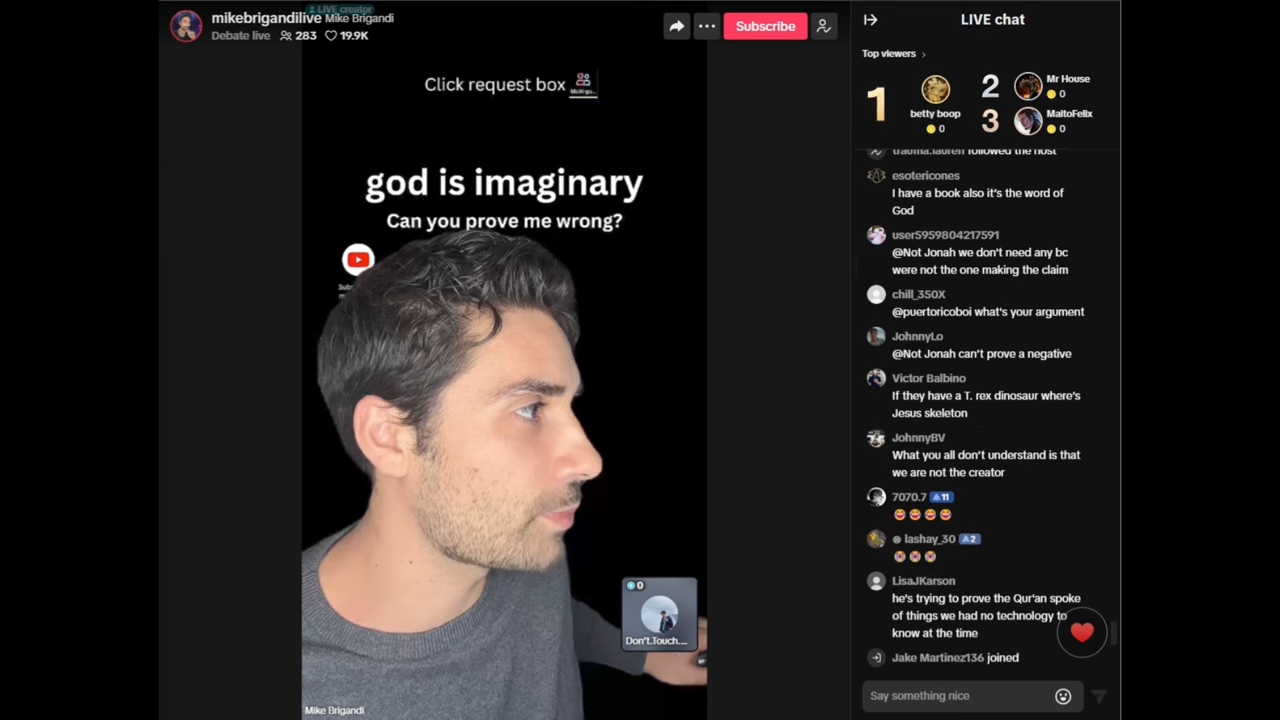 mikebrigandilive Mike Brigandi
Debate live 283 19.9K
LIVE creator
Subscribe
Click request box
god is imaginary
Can you prove me wrong?
0
Don't.Touch....
Mike Brigandi
LIVE chat
Top viewers
1
betty boop
0
2
Mr House
0
3
MaltoFelix
0
trauma.lauren followed the host
esotericones
I have a book also it's the word of
God
user5959804217591
@Not Jonah we don't need any bc
were not the one making the claim
chill_350X
@puertoricoboi what's your argument
JohnnyLo
@Not Jonah can't prove a negative
Victor Balbino
If they have a T. rex dinosaur where's
Jesus skeleton
JohnnyBV
What you all don't understand is that
we are not the creator
7070.7 11
lashay_30 2
LisaJKarson
he's trying to prove the Qur'an spoke
of things we had no technology to
know at the time
Jake Martinez136 joined
Say something nice